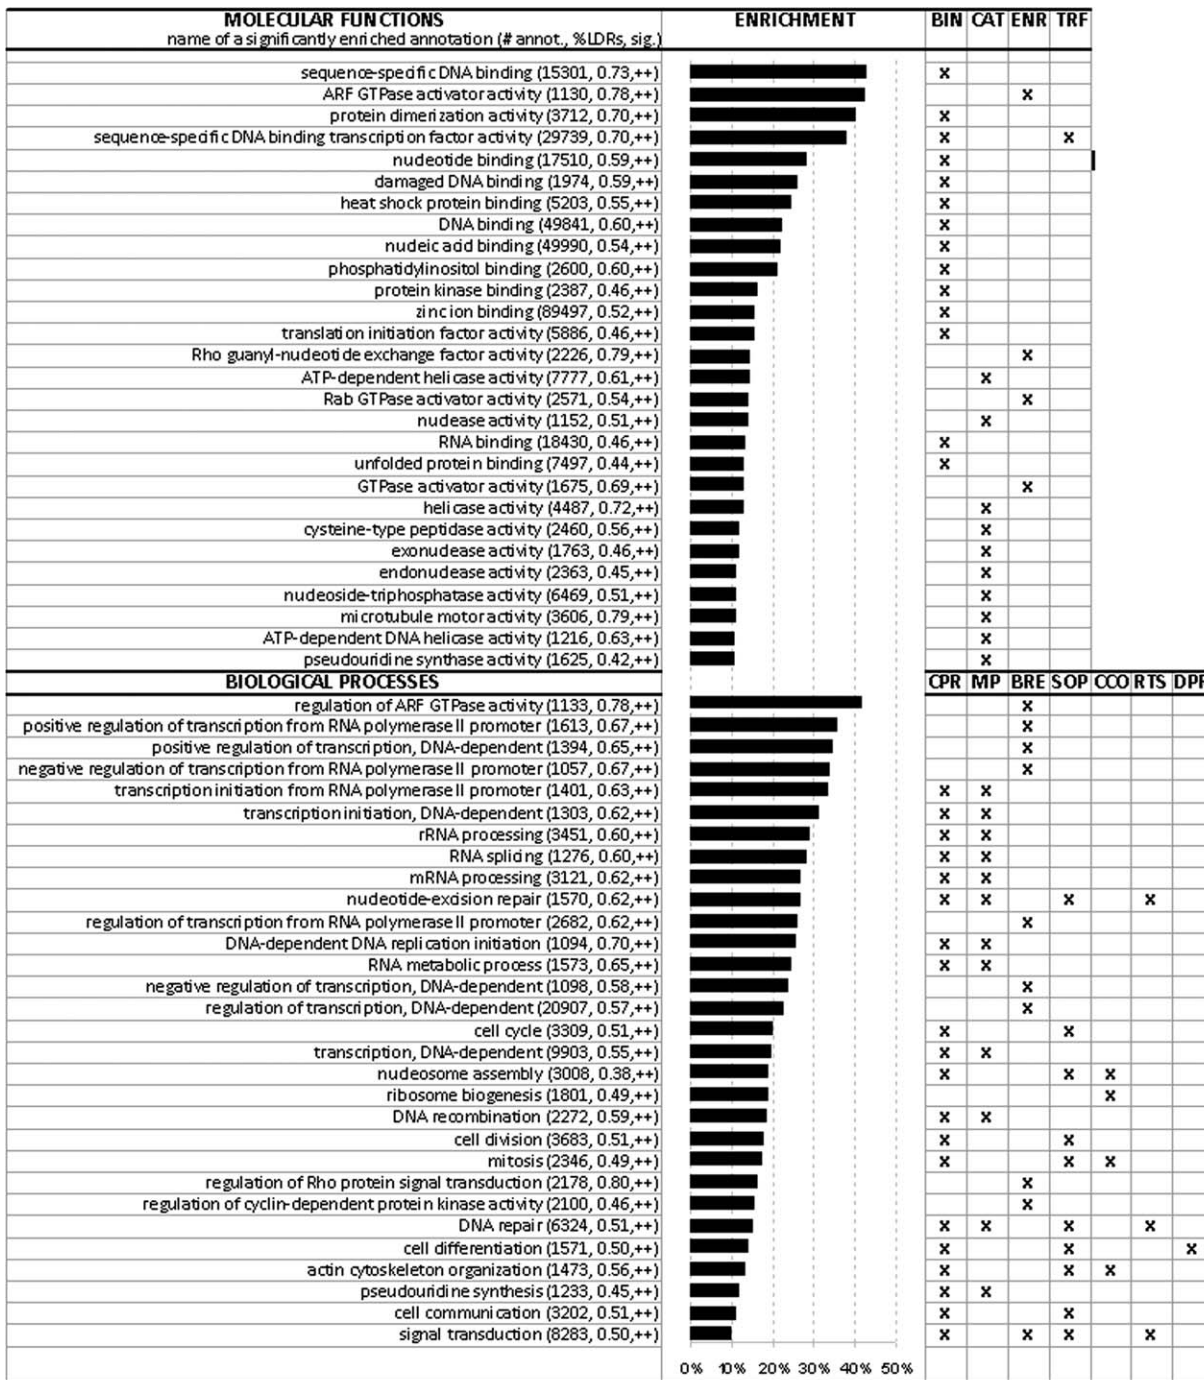 MOLECULAR FUNCTIONS ENRICHMENT BIN CAT ENR TRF
name of a significantly enriched annotation (# annot., %LDRs, sig.)
sequence-specific DNA binding (15301, 0.73,++) x
ARF GTPase activator activity (1130, 0.78,++) x
protein dimerization activity (3712, 0.70,++) x
sequence-specific DNA binding transcription factor activity (29739, 0.70,++) x x
nucleotide binding (17510, 0.59,++) x
damaged DNA binding (1974, 0.59,++) x
heat shock protein binding (5203, 0.55,++) x
DNA binding (49841, 0.60,++) x
nucleic acid binding (49990, 0.54,++) x
phosphatidylinositol binding (2600, 0.60,++) x
protein kinase binding (2387, 0.46,++) x
zinc ion binding (89497, 0.52,++) x
translation initiation factor activity (5886, 0.46,++) x
Rho guanyl-nucleotide exchange factor activity (2226, 0.79,++) x
ATP-dependent helicase activity (7777, 0.61,++) x
Rab GTPase activator activity (2571, 0.54,++) x
nuclease activity (1152, 0.51,++) x
RNA binding (18430, 0.46,++) x
unfolded protein binding (7497, 0.44,++) x
GTPase activator activity (1675, 0.69,++) x
helicase activity (4487, 0.72,++) x
cysteine-type peptidase activity (2460, 0.56,++) x
exonuclease activity (1763, 0.46,++) x
endonuclease activity (2363, 0.45,++) x
nucleoside-triphosphatase activity (6469, 0.51,++) x
microtubule motor activity (3606, 0.79,++) x
ATP-dependent DNA helicase activity (1216, 0.63,++) x
pseudouridine synthase activity (1625, 0.42,++) x
BIOLOGICAL PROCESSES CPR MP BRE SOP CCO RTS DPR
regulation of ARF GTPase activity (1133, 0.78,++) x
positive regulation of transcription from RNA polymerase II promoter (1613, 0.67,++) x
positive regulation of transcription, DNA-dependent (1394, 0.65,++) x
negative regulation of transcription from RNA polymerase II promoter (1057, 0.67,++) x
transcription initiation from RNA polymerase II promoter (1401, 0.63,++) x x
transcription initiation, DNA-dependent (1303, 0.62,++) x x
rRNA processing (3451, 0.60,++) x x
RNA splicing (1276, 0.60,++) x x
mRNA processing (3121, 0.62,++) x x
nucleotide-excision repair (1570, 0.62,++) x x x x
regulation of transcription from RNA polymerase II promoter (2682, 0.62,++) x
DNA-dependent DNA replication initiation (1094, 0.70,++) x x
RNA metabolic process (1573, 0.65,++) x x
negative regulation of transcription, DNA-dependent (1098, 0.58,++) x
regulation of transcription, DNA-dependent (20907, 0.57,++) x
cell cycle (3309, 0.51,++) x x
transcription, DNA-dependent (9903, 0.55,++) x x
nucleosome assembly (3008, 0.38,++) x x x
ribosome biogenesis (1801, 0.49,++) x
DNA recombination (2272, 0.59,++) x x
cell division (3683, 0.51,++) x x
mitosis (2346, 0.49,++) x x x
regulation of Rho protein signal transduction (2178, 0.80,++) x
regulation of cyclin-dependent protein kinase activity (2100, 0.46,++) x
DNA repair (6324, 0.51,++) x x x x
cell differentiation (1571, 0.50,++) x x x
actin cytoskeleton organization (1473, 0.56,++) x x x
pseudouridine synthesis (1233, 0.45,++) x x
cell communication (3202, 0.51,++) x x
signal transduction (8283, 0.50,++) x x x x
0% 10% 20% 30% 40% 50%